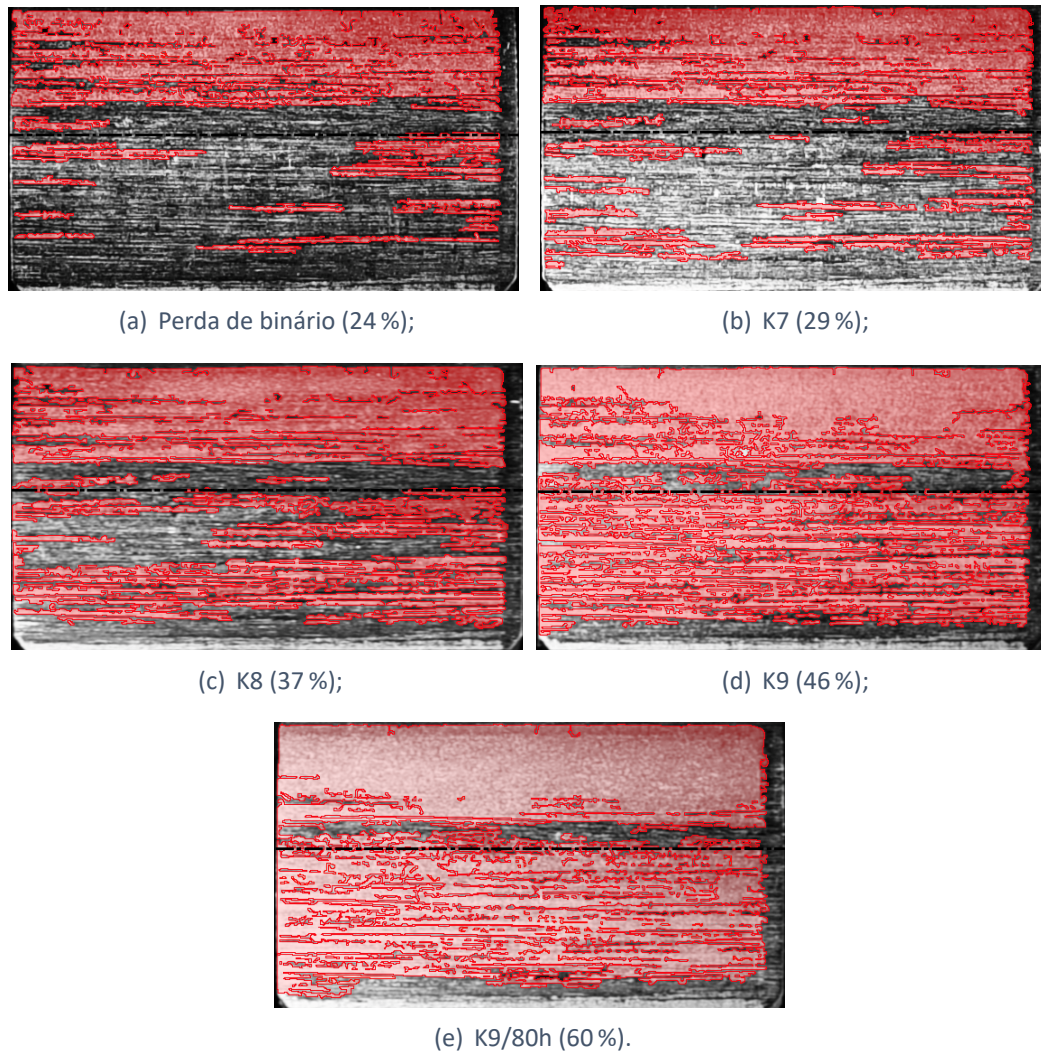 (a) Perda de binário (24 %);
(b) K7 (29 %);
(c) K8 (37 %);
(d) K9 (46 %);
(e) K9/80h (60 %).